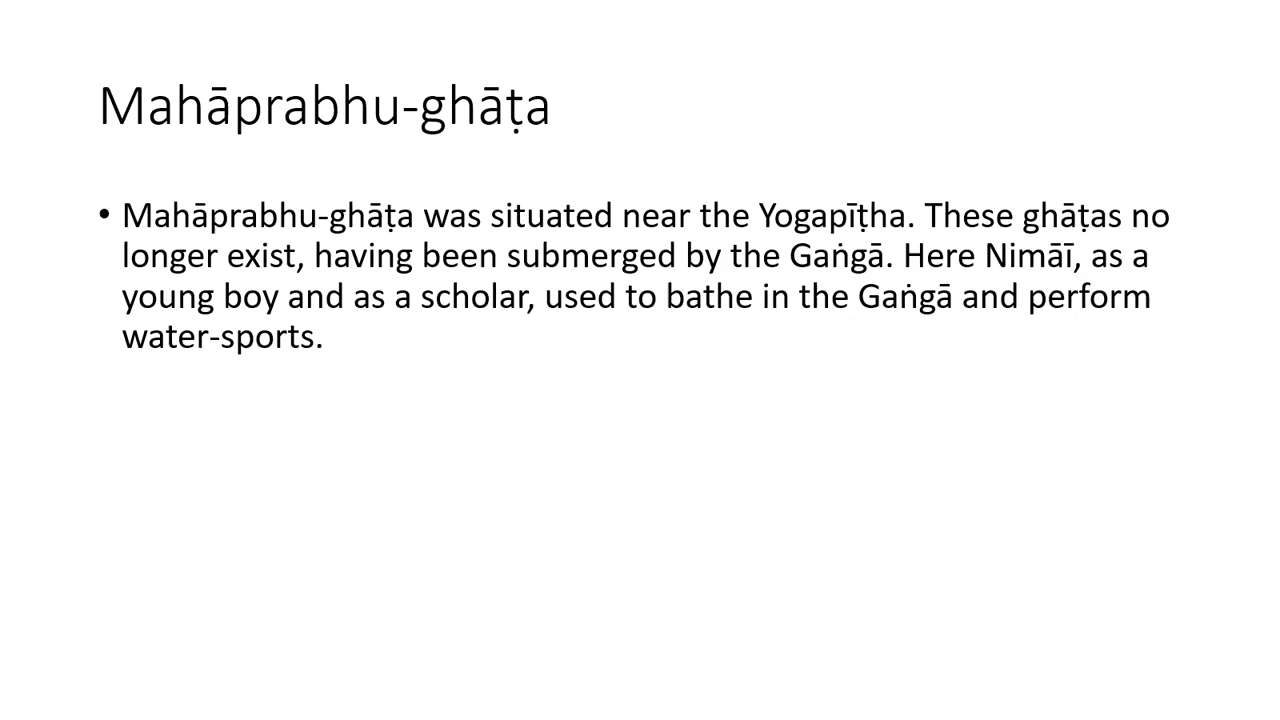 Mahāprabhu-ghāṭa
• Mahāprabhu-ghāṭa was situated near the Yogapīṭha. These ghāṭas no
longer exist, having been submerged by the Gaṅgā. Here Nimāī, as a
young boy and as a scholar, used to bathe in the Gaṅgā and perform
water-sports.